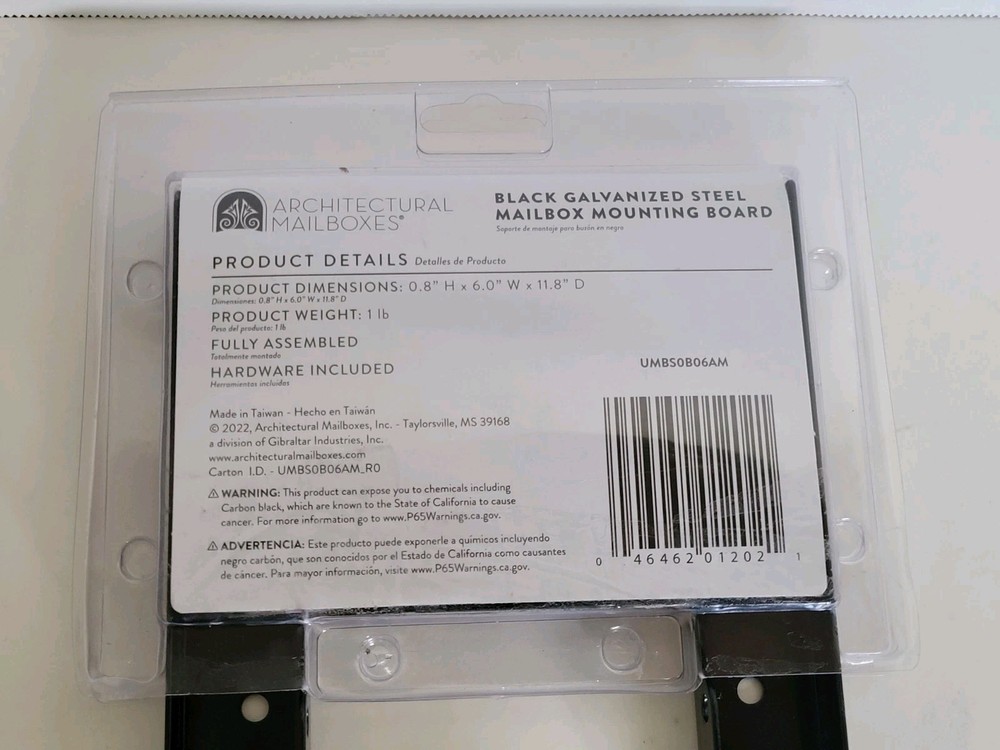 ARCHITECTURAL
MAILBOXES®
BLACK GALVANIZED STEEL
MAILBOX MOUNTING BOARD
Soporte de montaje para buzón en negro
PRODUCT DETAILS Detalles de Producto
PRODUCT DIMENSIONS: 0.8" H x 6.0" W x 11.8" D
Dimensiones: 0.8" H x 6.0" W x 11.8" D
PRODUCT WEIGHT: 1 lb
Peso del producto: 1 lb
FULLY ASSEMBLED
Totalmente montado
HARDWARE INCLUDED
Herramientas incluidas
UMBS0B06AM
Made in Taiwan - Hecho en Taiwán
© 2022, Architectural Mailboxes, Inc. - Taylorsville, MS 39168
a division of Gibraltar Industries, Inc.
www.architecturalmailboxes.com
Carton I.D. - UMBS0B06AM_R0
⚠ WARNING: This product can expose you to chemicals including
Carbon black, which are known to the State of California to cause
cancer. For more information go to www.P65Warnings.ca.gov.
⚠ ADVERTENCIA: Este producto puede exponerle a químicos incluyendo
negro carbón, que son conocidos por el Estado de California como causantes
de cáncer. Para mayor información, visite www.P65Warnings.ca.gov.
0 46462 01202 1